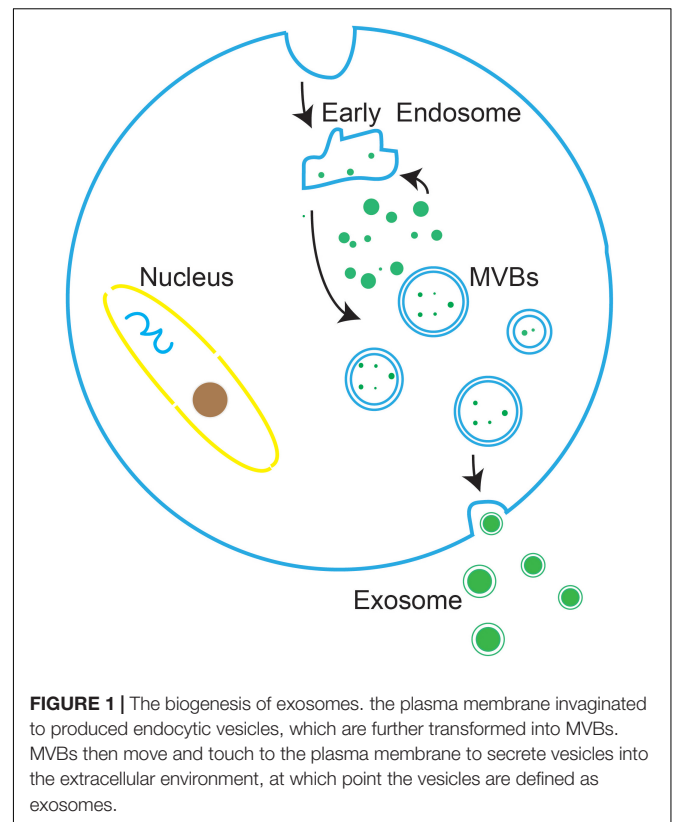 Early Endosome
Nucleus
MVBs
Exosome
FIGURE 1 | The biogenesis of exosomes. the plasma membrane invaginated
to produced endocytic vesicles, which are further transformed into MVBs.
MVBs then move and touch to the plasma membrane to secrete vesicles into
the extracellular environment, at which point the vesicles are defined as
exosomes.